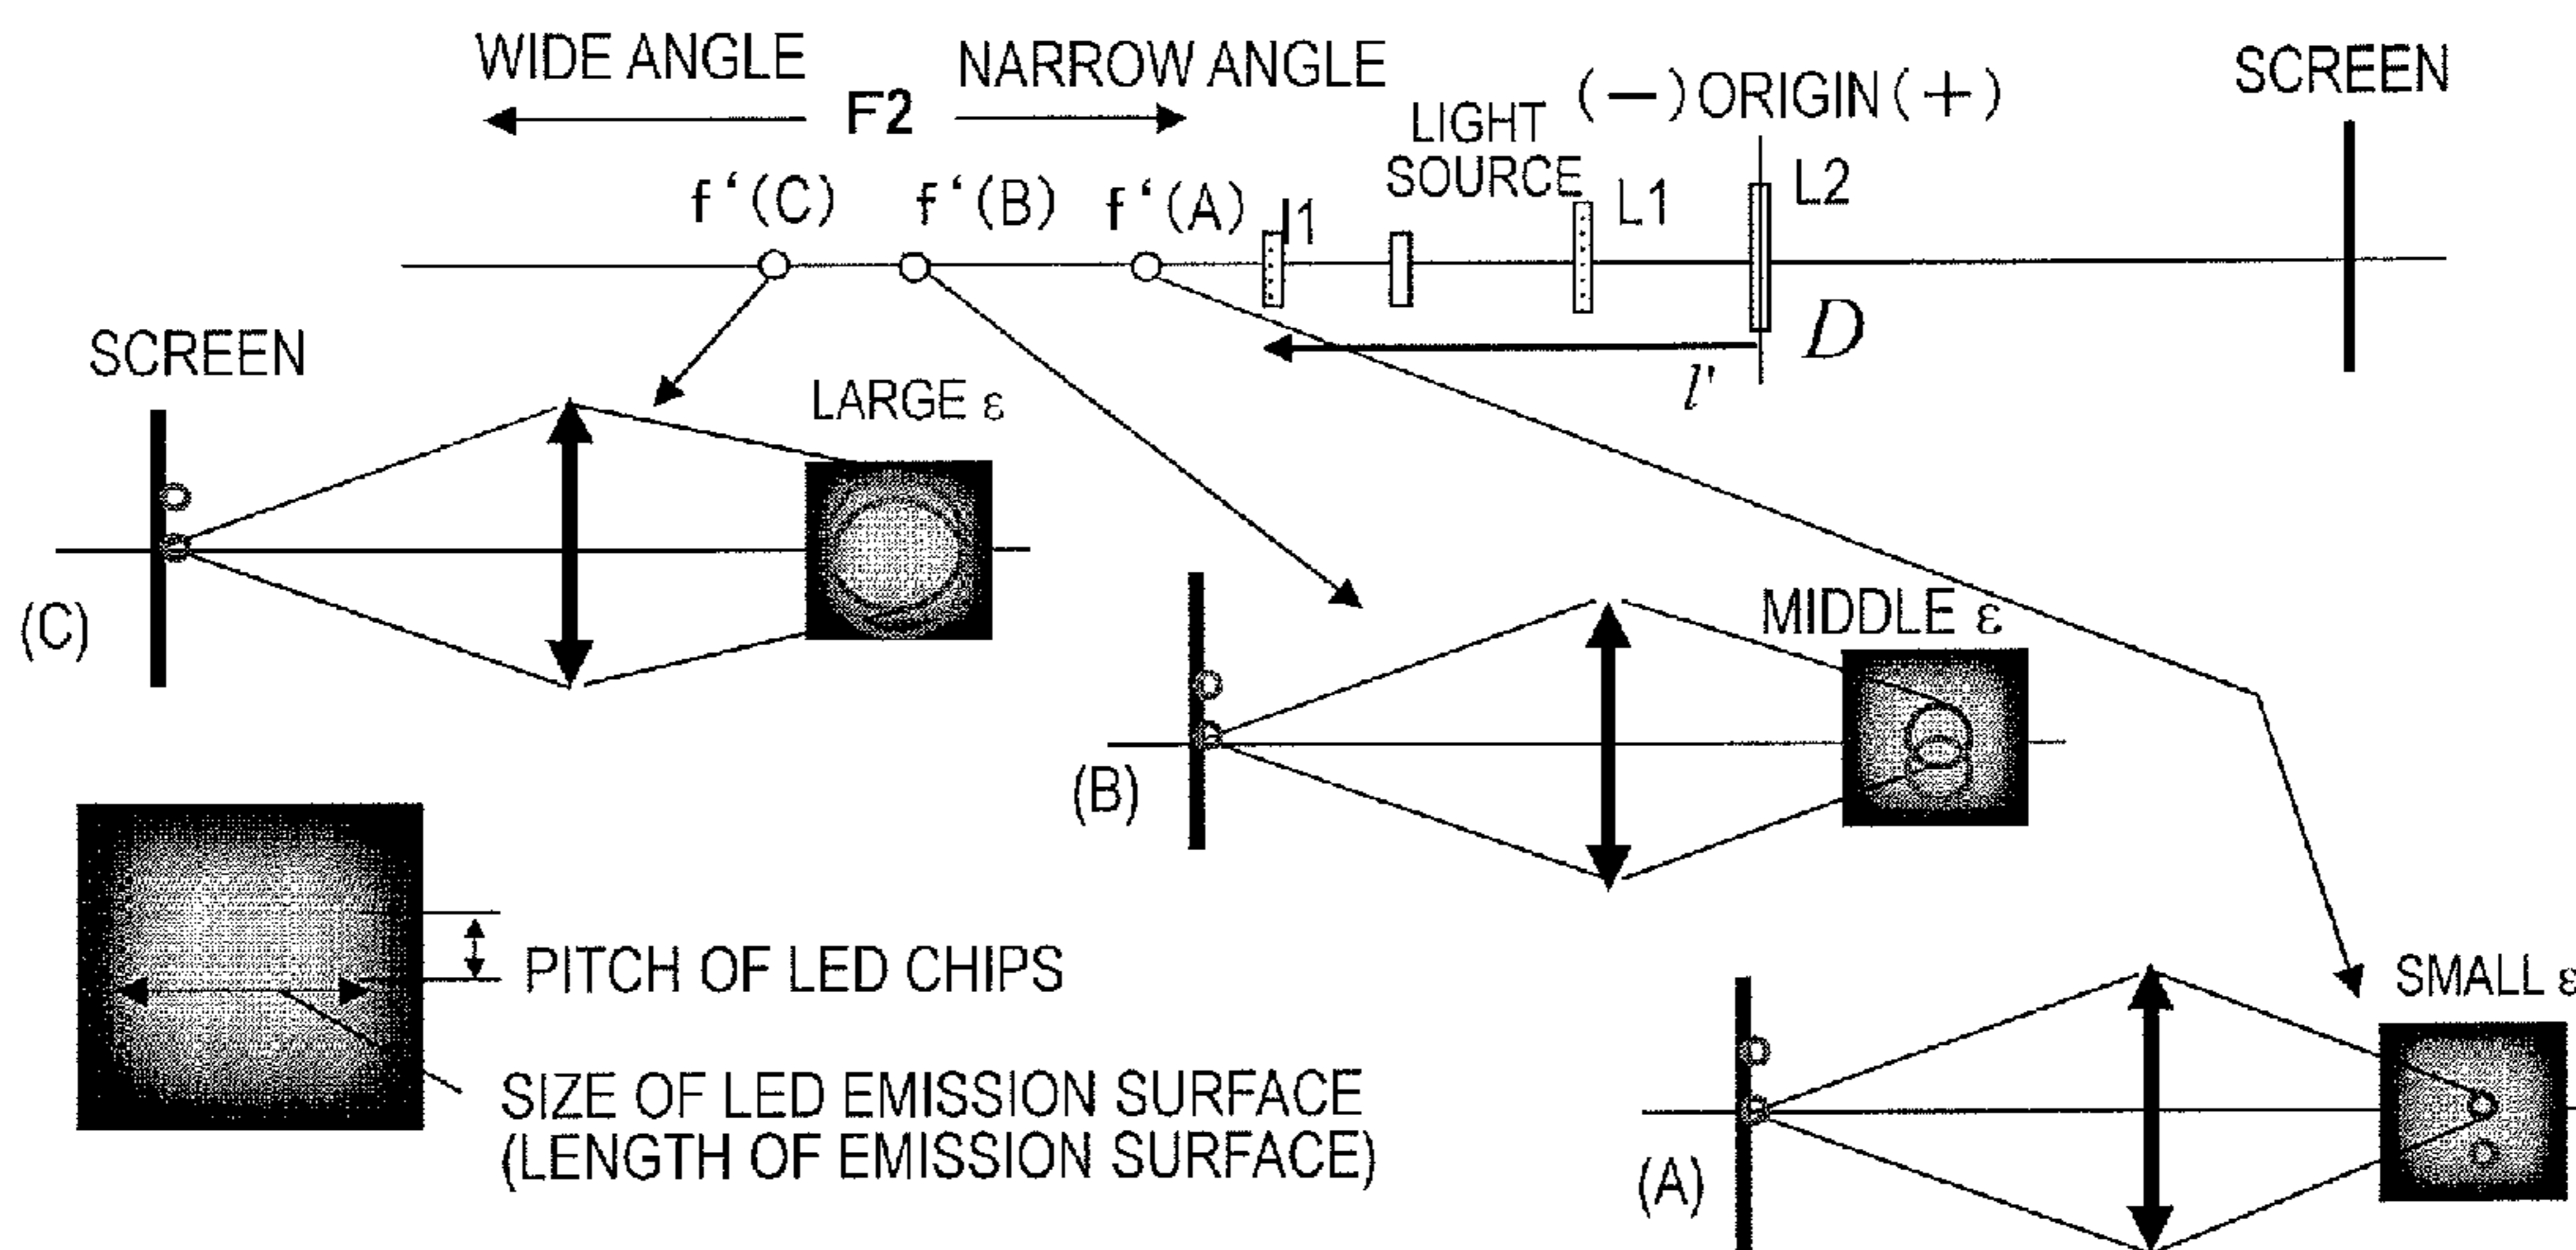 WIDE ANGLE
F2
NARROW ANGLE
LIGHT
SOURCE
(−) ORIGIN (+)
SCREEN
f‘(C)
f‘(B)
f‘(A)
I1
L1
L2
D
l'
SCREEN
LARGE ε
(C)
MIDDLE ε
(B)
PITCH OF LED CHIPS
SIZE OF LED EMISSION SURFACE
(LENGTH OF EMISSION SURFACE)
SMALL ε
(A)